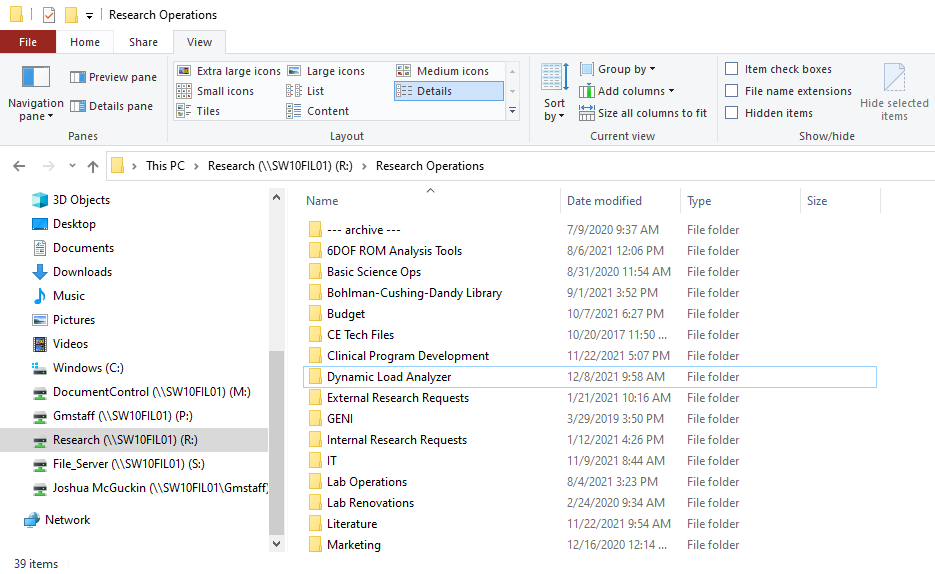 Research Operations
File Home Share View
Navigation pane
Preview pane
Details pane
Panes
Extra large icons Large icons Medium icons
Small icons List Details
Tiles Content
Layout
Sort by
Group by
Add columns
Size all columns to fit
Current view
Item check boxes
File name extensions
Hidden items
Hide selected items
Show/hide
This PC > Research (\\SW10FIL01) (R:) > Research Operations
3D Objects
Desktop
Documents
Downloads
Music
Pictures
Videos
Windows (C:)
DocumentControl (\\SW10FIL01) (M:)
Gmstaff (\\SW10FIL01) (P:)
Research (\\SW10FIL01) (R:)
File_Server (\\SW10FIL01) (S:)
Joshua McGuckin (\\SW10FIL01\Gmstaff)
Network
Name Date modified Type Size
--- archive --- 7/9/2020 9:37 AM File folder
6DOF ROM Analysis Tools 8/6/2021 12:06 PM File folder
Basic Science Ops 8/31/2020 11:54 AM File folder
Bohlman-Cushing-Dandy Library 9/1/2021 3:52 PM File folder
Budget 10/7/2021 6:27 PM File folder
CE Tech Files 10/20/2017 11:50 ... File folder
Clinical Program Development 11/22/2021 5:07 PM File folder
Dynamic Load Analyzer 12/8/2021 9:58 AM File folder
External Research Requests 1/21/2021 10:16 AM File folder
GENI 3/29/2019 3:50 PM File folder
Internal Research Requests 1/12/2021 4:26 PM File folder
IT 11/9/2021 8:44 AM File folder
Lab Operations 8/4/2021 3:23 PM File folder
Lab Renovations 2/24/2020 9:34 AM File folder
Literature 11/22/2021 9:54 AM File folder
Marketing 12/16/2020 12:14 ... File folder
39 items